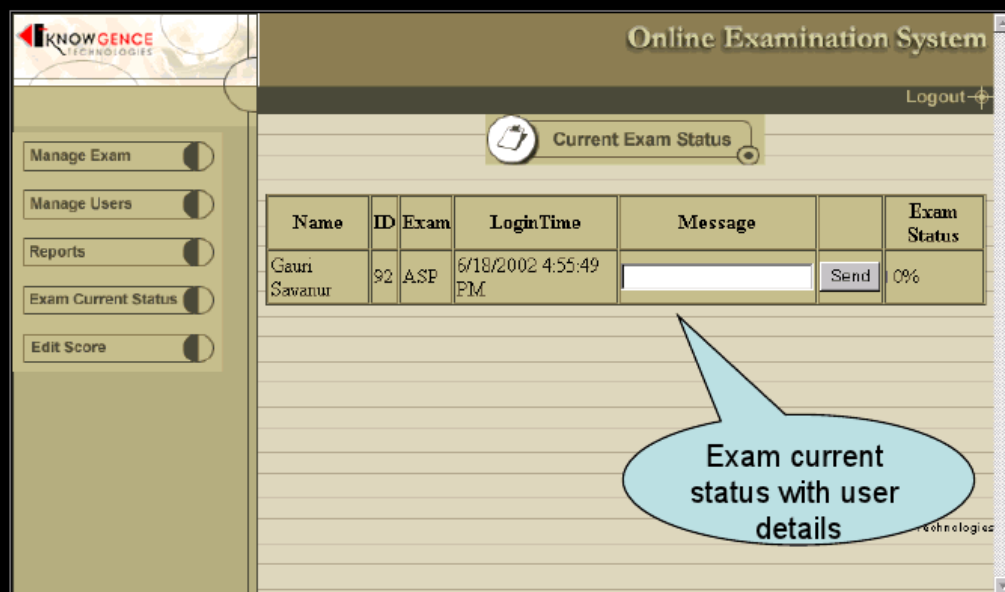 KNOWGENCE
TECHNOLOGIES
Online Examination System
Logout
Current Exam Status
Manage Exam
Manage Users
Reports
Exam Current Status
Edit Score
Name ID Exam LoginTime Message Exam Status
Gauri Savanur 92 ASP 6/18/2002 4:55:49 PM Send 0%
Exam current
status with user
details